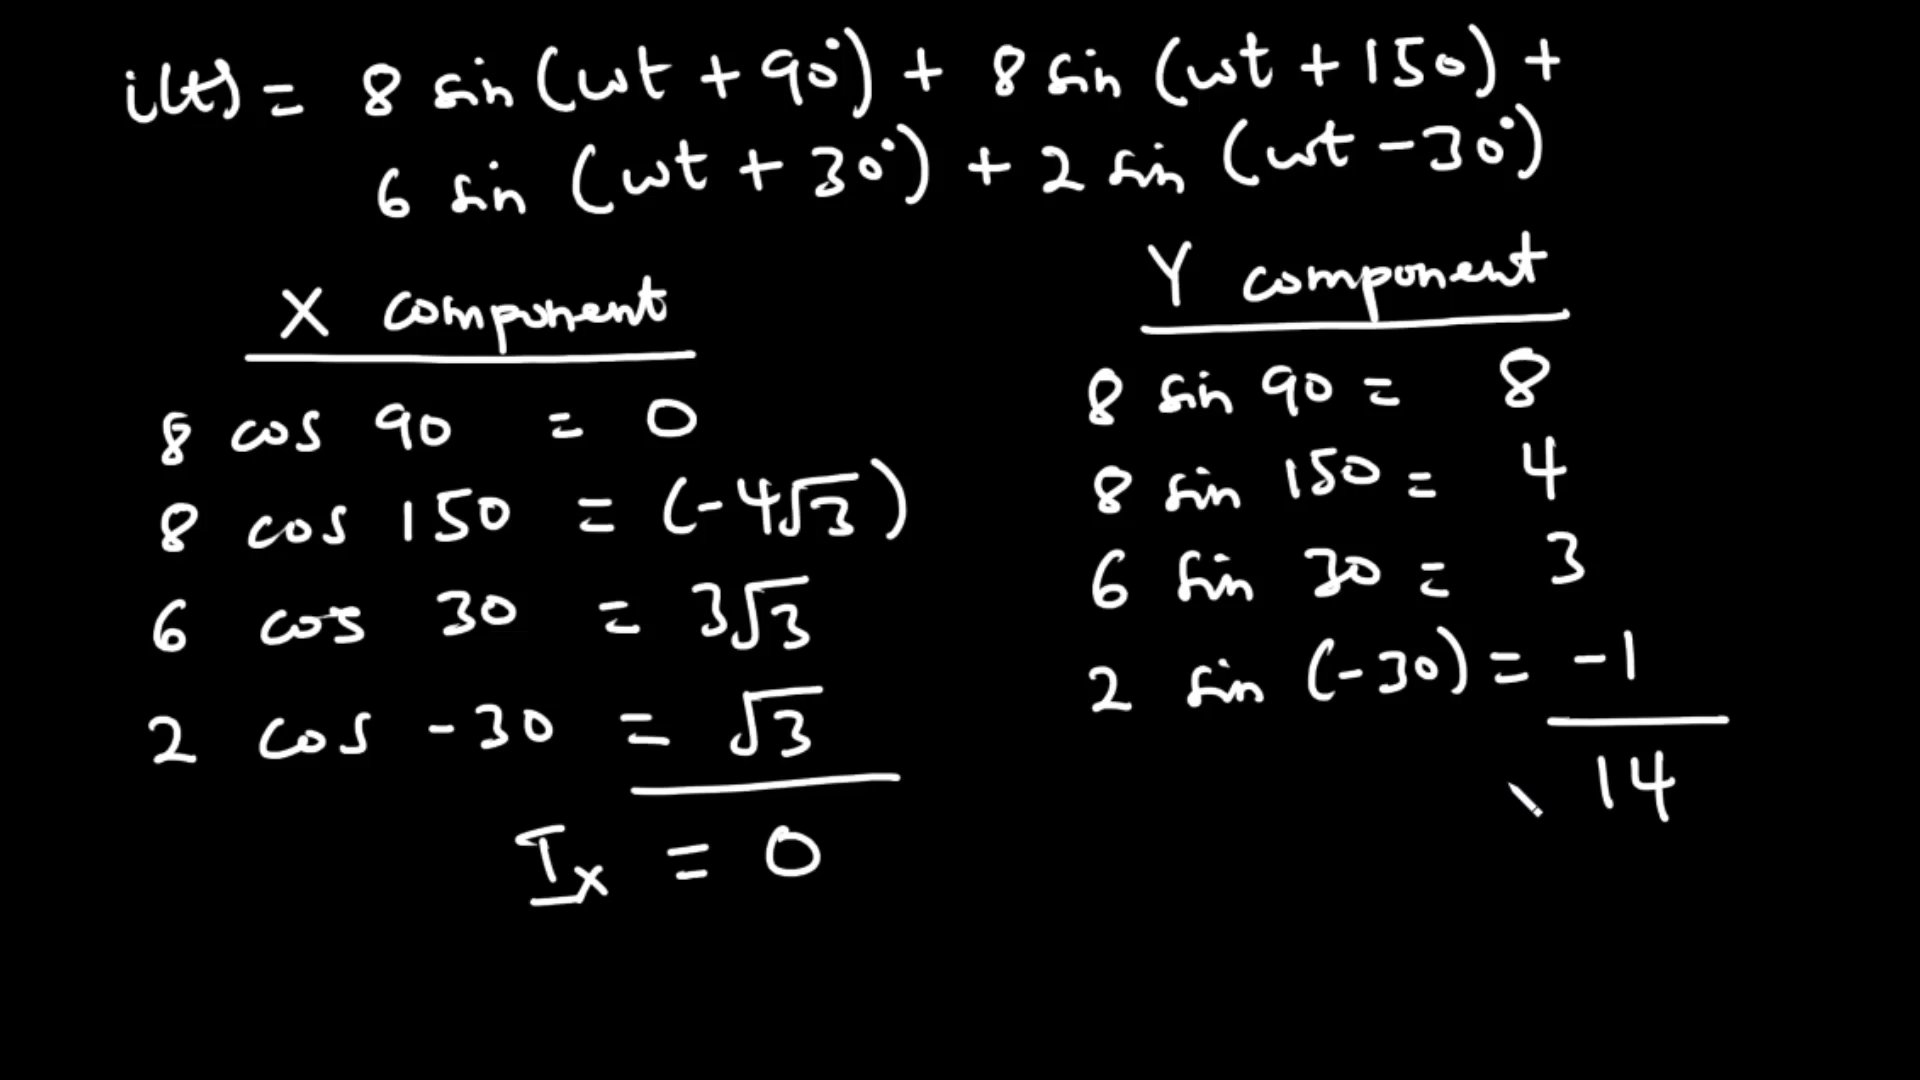 i(t) = 8 sin (ωt + 90°) + 8 sin (ωt + 150) +
6 sin (ωt + 30°) + 2 sin (ωt - 30°)
X component
8 cos 90 = 0
8 cos 150 = (-4√3)
6 cos 30 = 3√3
2 cos -30 = √3
Ix = 0
Y component
8 sin 90 = 8
8 sin 150 = 4
6 sin 30 = 3
2 sin (-30) = -1
14